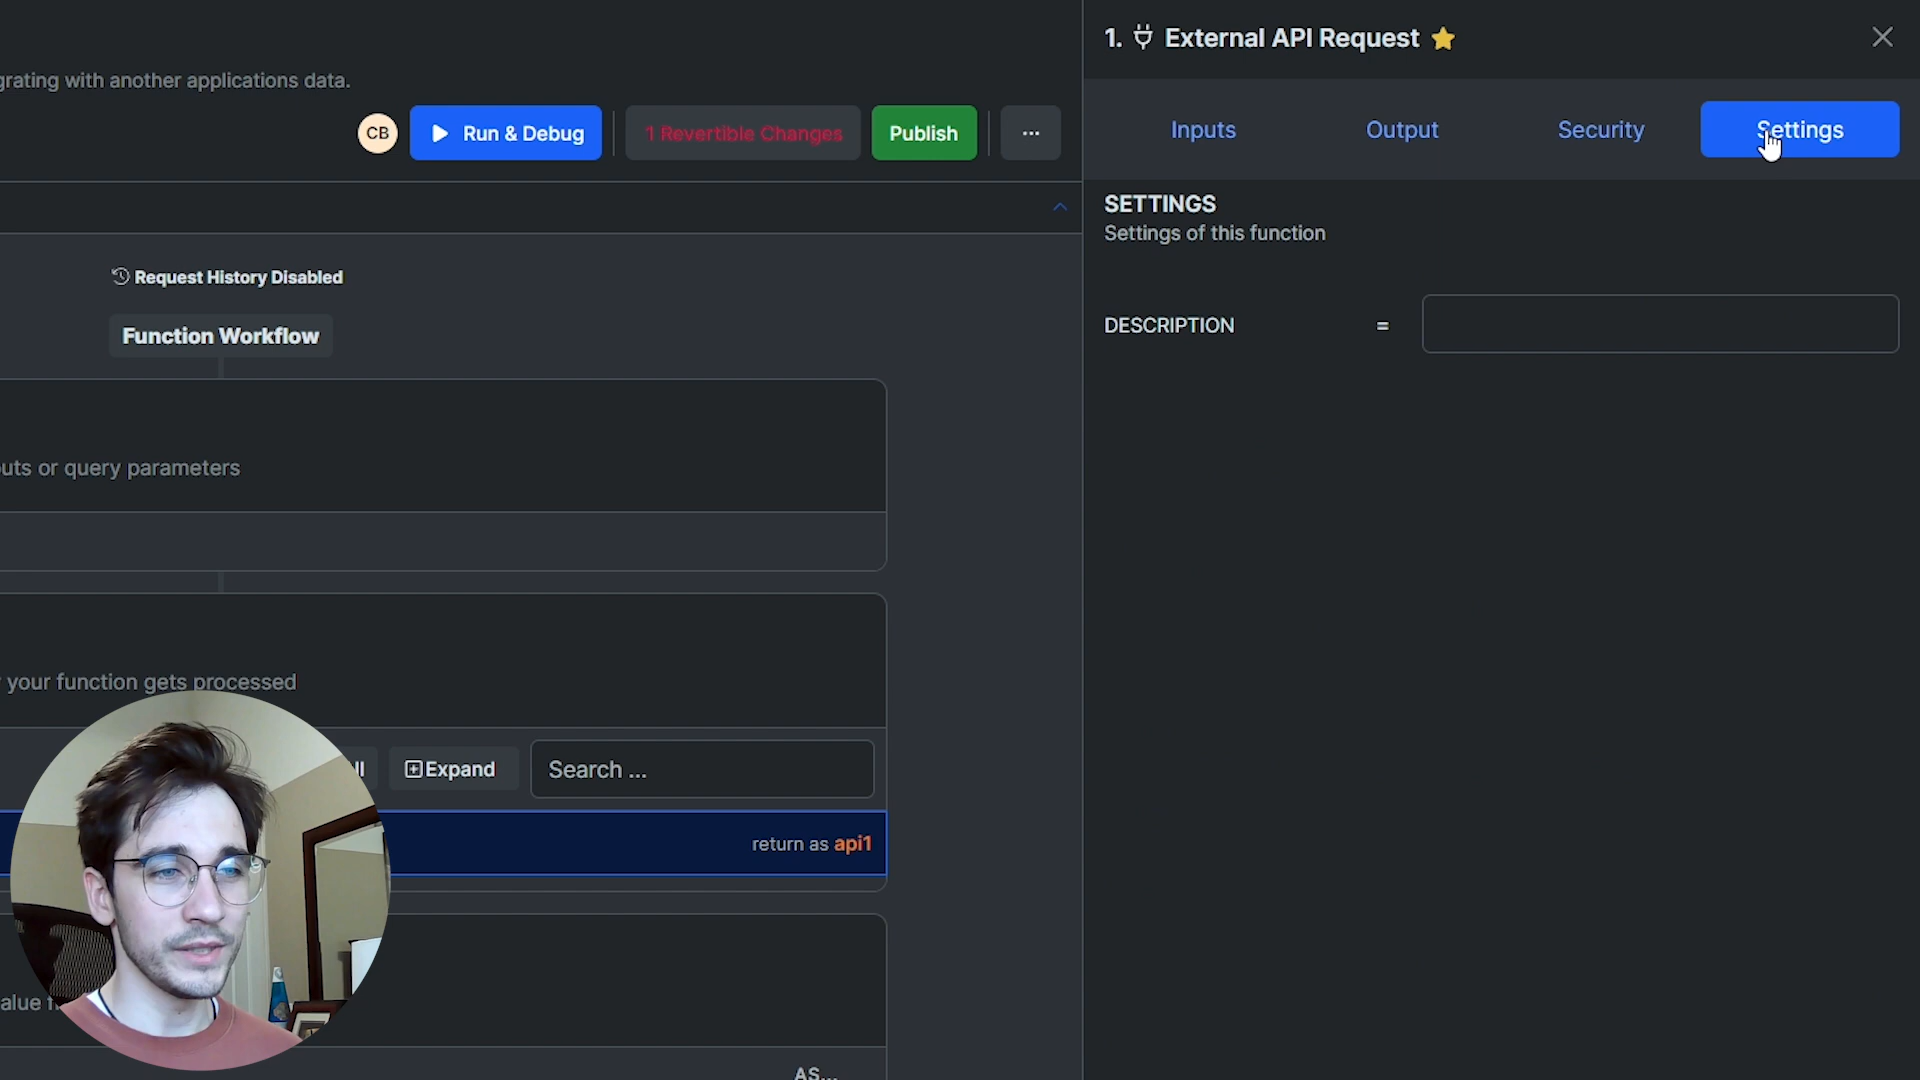 1. External API Request
grating with another applications data.
CB
Run & Debug
1 Revertible Changes
Publish
...
Inputs
Output
Security
Settings
SETTINGS
Settings of this function
Request History Disabled
DESCRIPTION
=
Function Workflow
uts or query parameters
your function gets processed
ll
Expand
Search ...
return as api1
alue
AS...